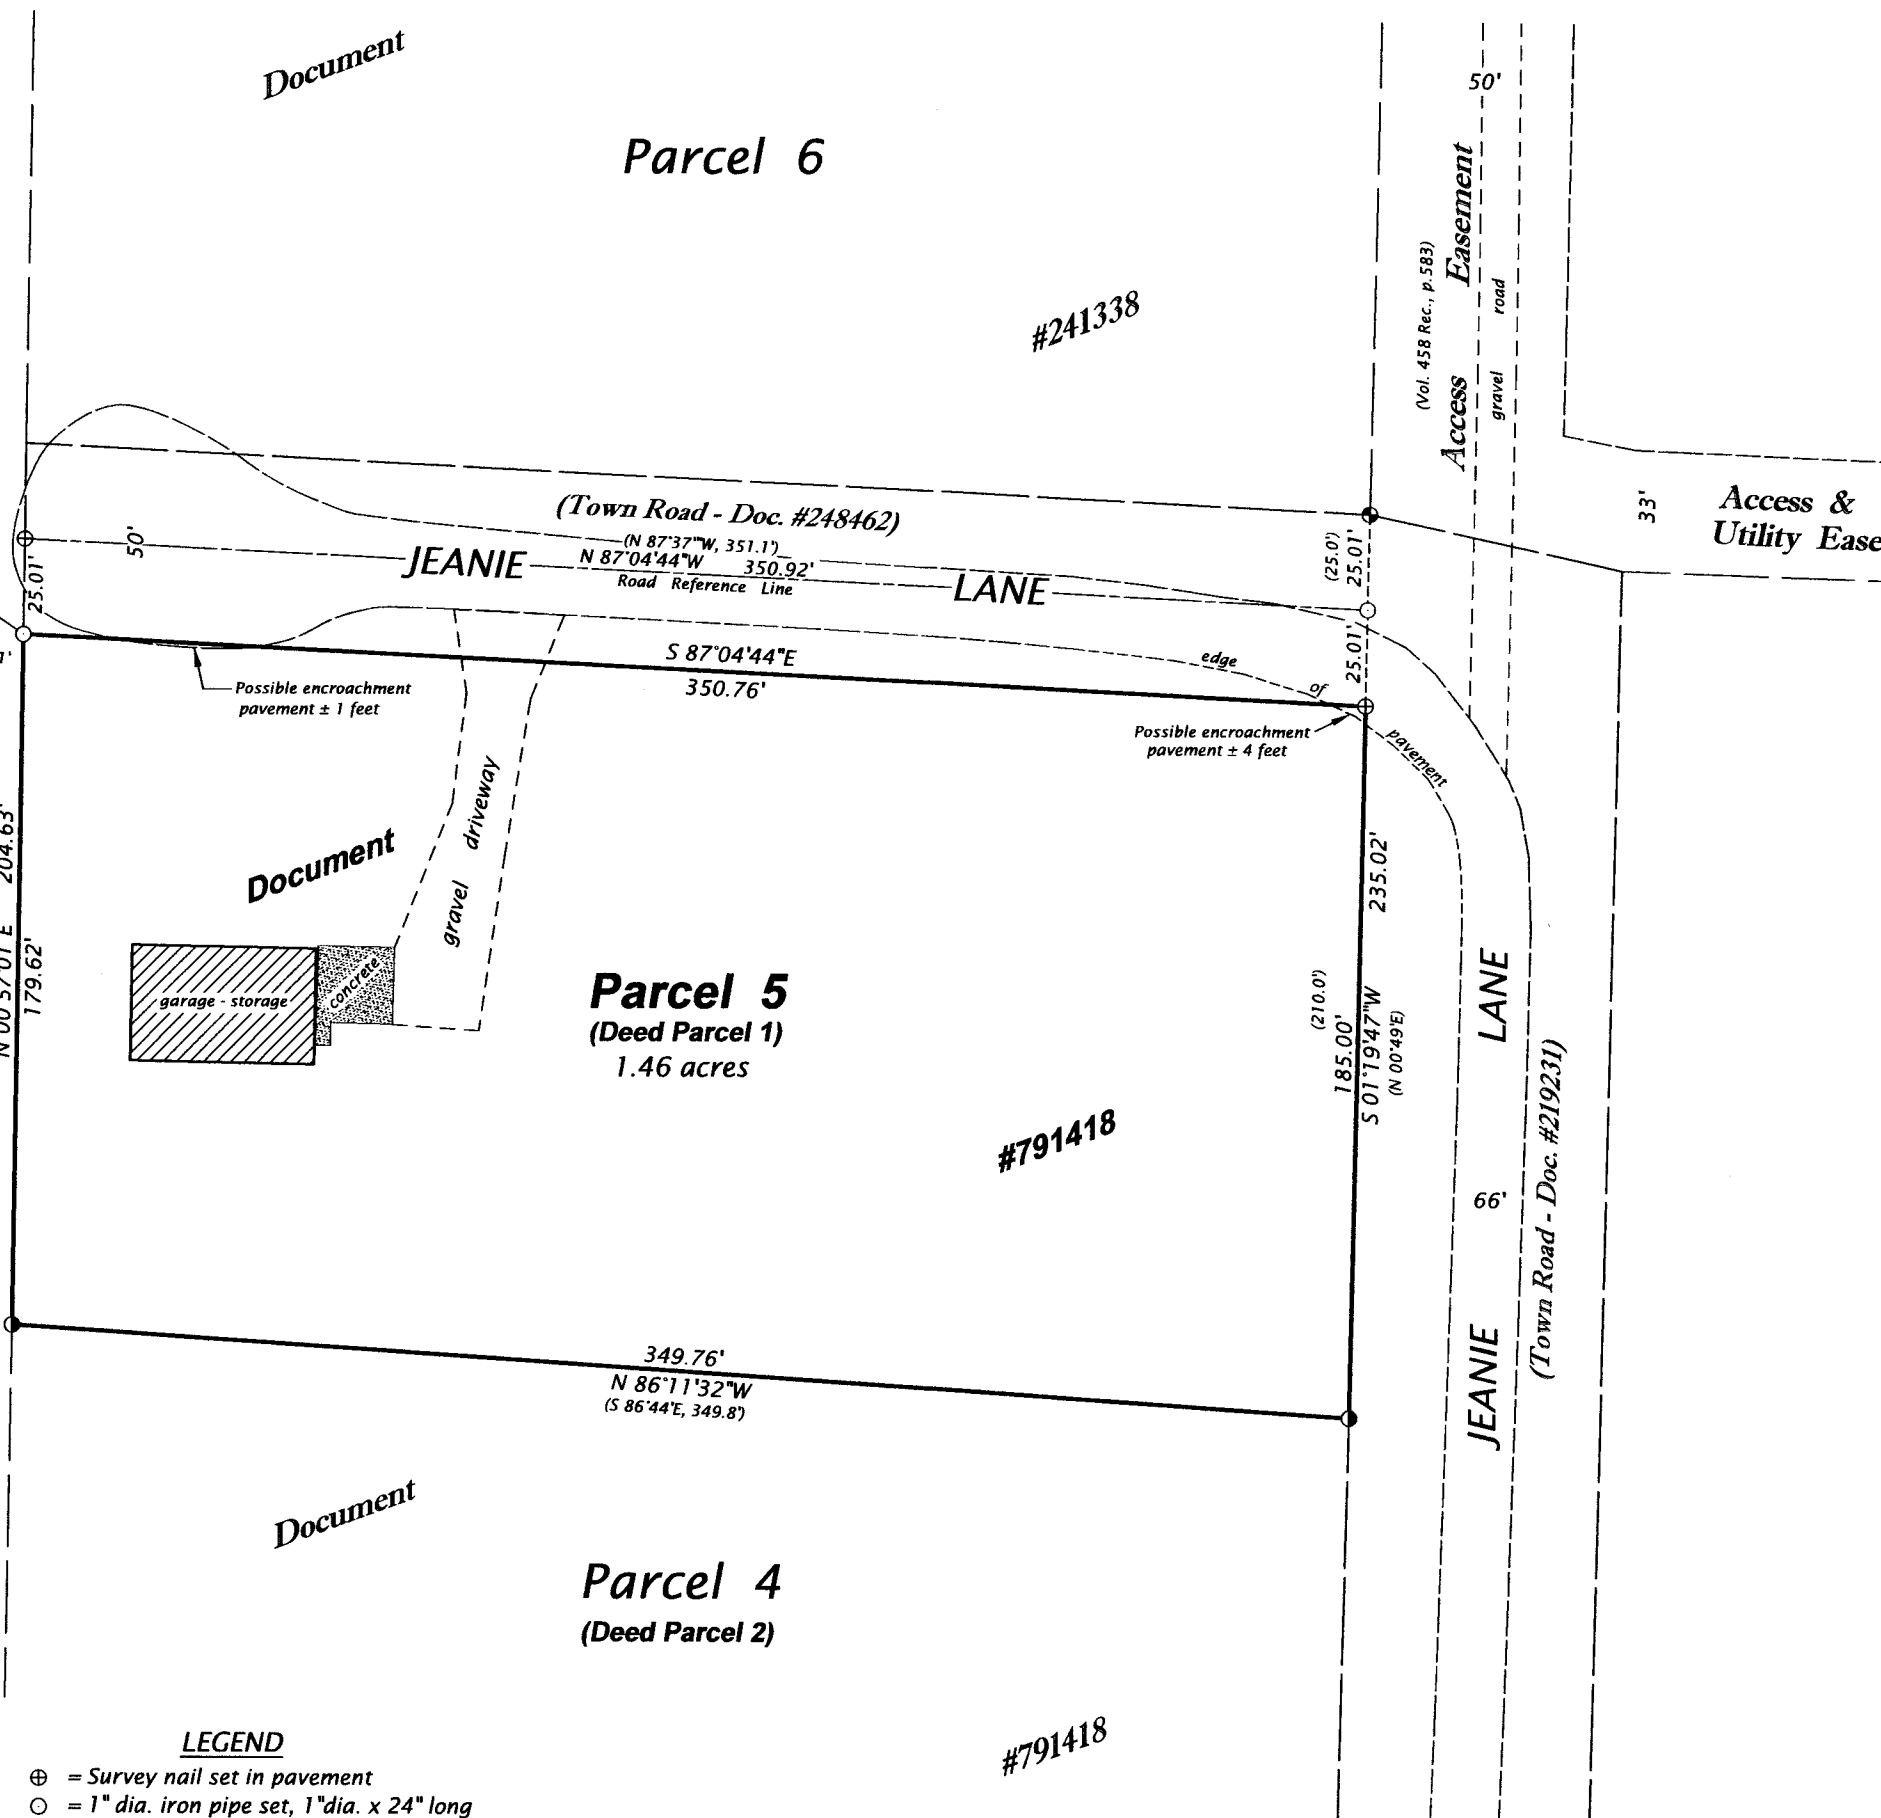 Document
50'
Parcel 6
Access Easement
(Vol. 458 Rec., p.583)
gravel road
#241338
33'
Access &
Utility Ease
(Town Road - Doc. #248462)
50'
(N 87°37'"W, 351.1')
JEANIE LANE
N 87°04'44"W 350.92'
Road Reference Line
25.01'
(25.0')
25.01'
25.01'
1'
S 87°04'44"E
350.76'
edge of pavement
Possible encroachment
pavement ± 1 feet
Possible encroachment
pavement ± 4 feet
N 00°57'01"E 204.63'
179.62'
gravel driveway
Document
garage - storage
concrete
Parcel 5
(Deed Parcel 1)
1.46 acres
#791418
235.02'
(210.0')
185.00'
S 01°19'47"W
(N 00°49'E)
JEANIE LANE
66'
(Town Road - Doc. #219231)
349.76'
N 86°11'32"W
(S 86°44'E, 349.8')
Document
Parcel 4
(Deed Parcel 2)
#791418
LEGEND
⊕ = Survey nail set in pavement
○ = 1" dia. iron pipe set, 1"dia. x 24" long